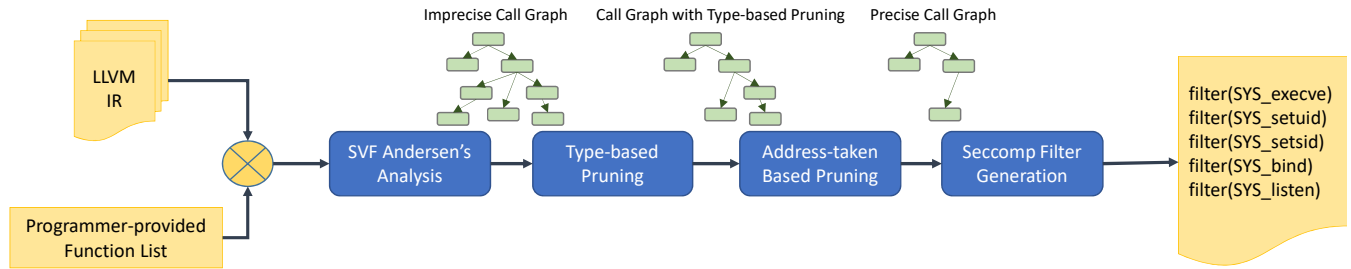 Imprecise Call Graph
Call Graph with Type-based Pruning
Precise Call Graph
LLVM
IR
Programmer-provided
Function List
SVF Andersen's
Analysis
Type-based
Pruning
Address-taken
Based Pruning
Seccomp Filter
Generation
filter(SYS_execve)
filter(SYS_setuid)
filter(SYS_setsid)
filter(SYS_bind)
filter(SYS_listen)